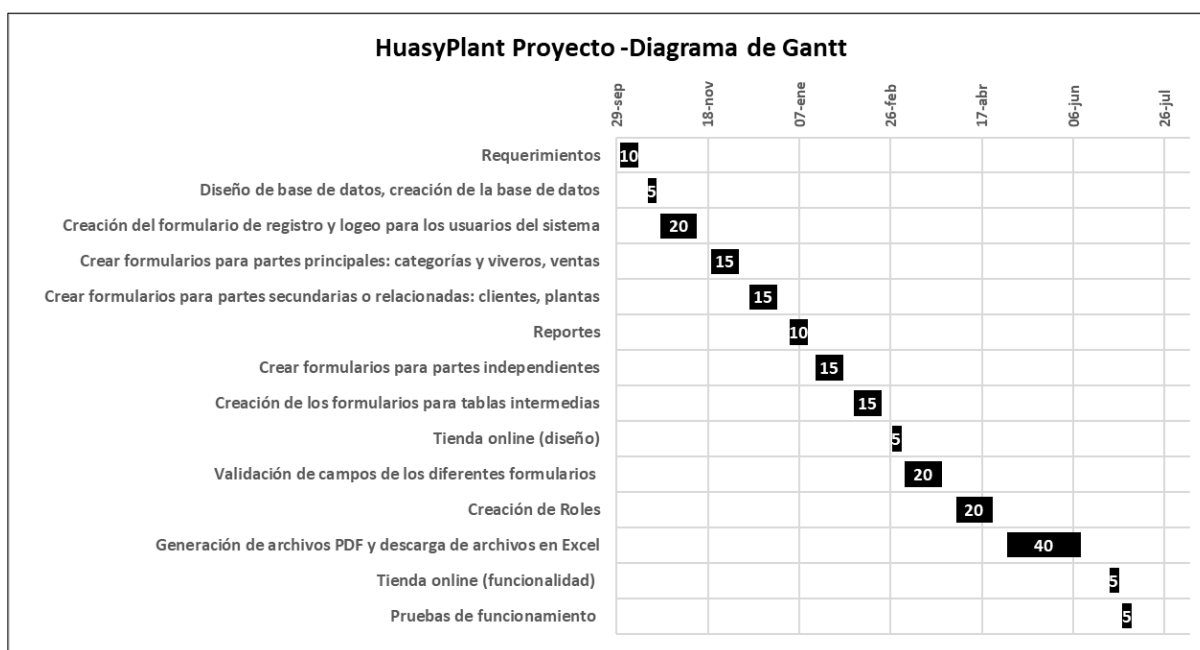 HuasyPlant Proyecto -Diagrama de Gantt
29-sep
18-nov
07-ene
26-feb
17-abr
06-jun
26-jul
Requerimientos
10
Diseño de base de datos, creación de la base de datos
5
Creación del formulario de registro y logeo para los usuarios del sistema
20
Crear formularios para partes principales: categorías y viveros, ventas
15
Crear formularios para partes secundarias o relacionadas: clientes, plantas
15
Reportes
10
Crear formularios para partes independientes
15
Creación de los formularios para tablas intermedias
15
Tienda online (diseño)
5
Validación de campos de los diferentes formularios
20
Creación de Roles
20
Generación de archivos PDF y descarga de archivos en Excel
40
Tienda online (funcionalidad)
5
Pruebas de funcionamiento
5